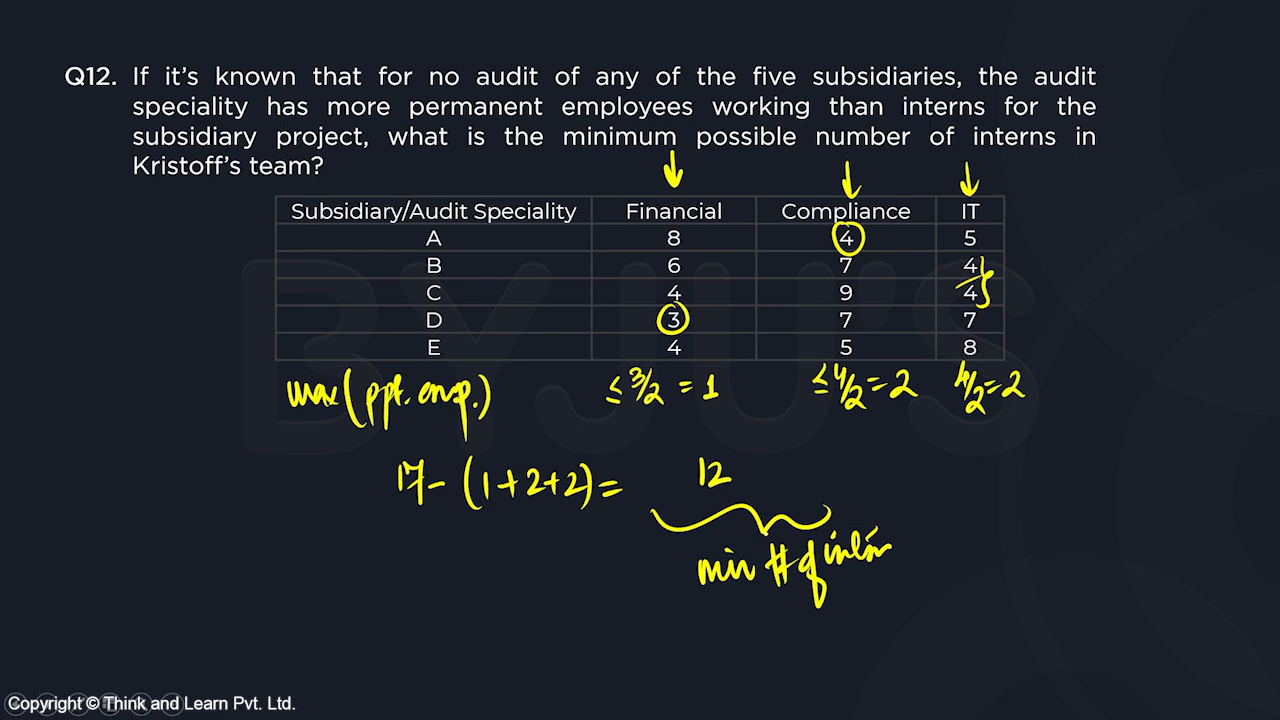 Q12. If it's known that for no audit of any of the five subsidiaries, the audit
speciality has more permanent employees working than interns for the
subsidiary project, what is the minimum possible number of interns in
Kristoff's team?
Subsidiary/Audit Speciality Financial Compliance IT
A 8 4 5
B 6 7 4
C 4 9 4
D 3 7 7
E 4 5 8
max(ppt. emp.) ≤ 3/2 = 1 ≤ 4/2 = 2 4/2 = 2
17 - (1+2+2) = 12
min # of
BYJU'S
Copyright © Think and Learn Pvt. Ltd.